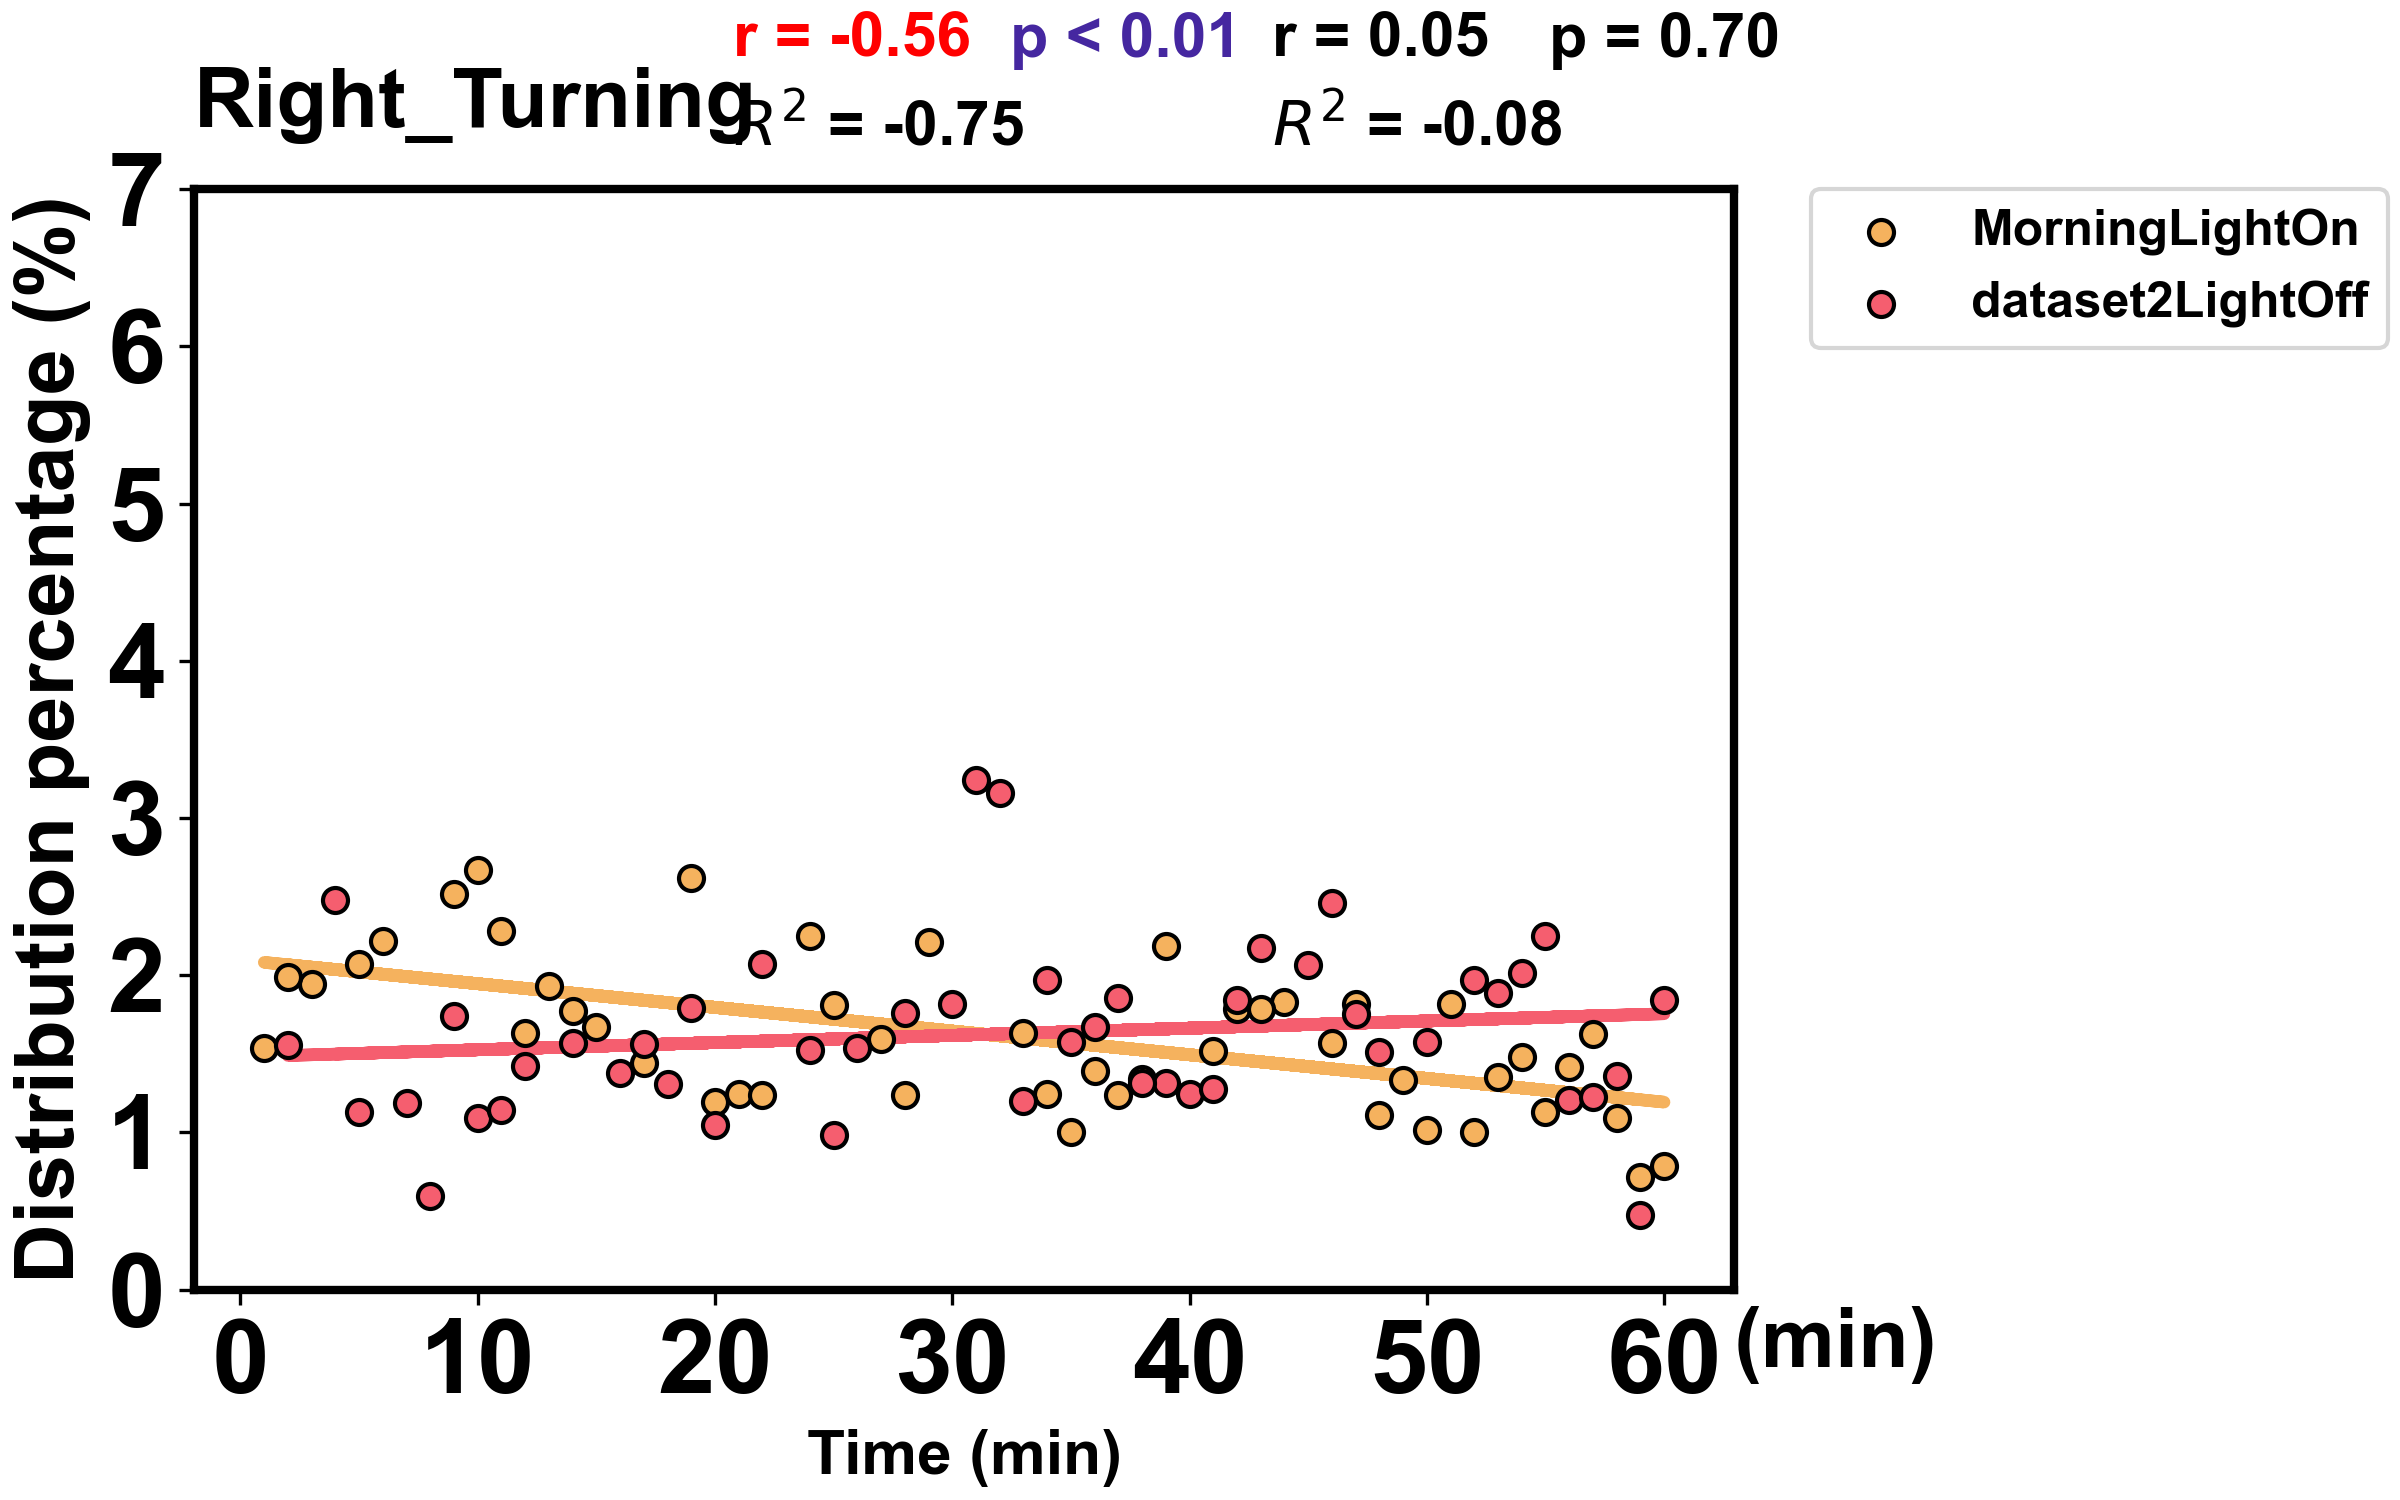 r = -0.56 p < 0.01 r = 0.05 p = 0.70
Right_Turning
R² = -0.75 R² = -0.08
Distribution percentage (%)
7
6
5
4
3
2
1
0
0 10 20 30 40 50 60 (min)
Time (min)
MorningLightOn
dataset2LightOff